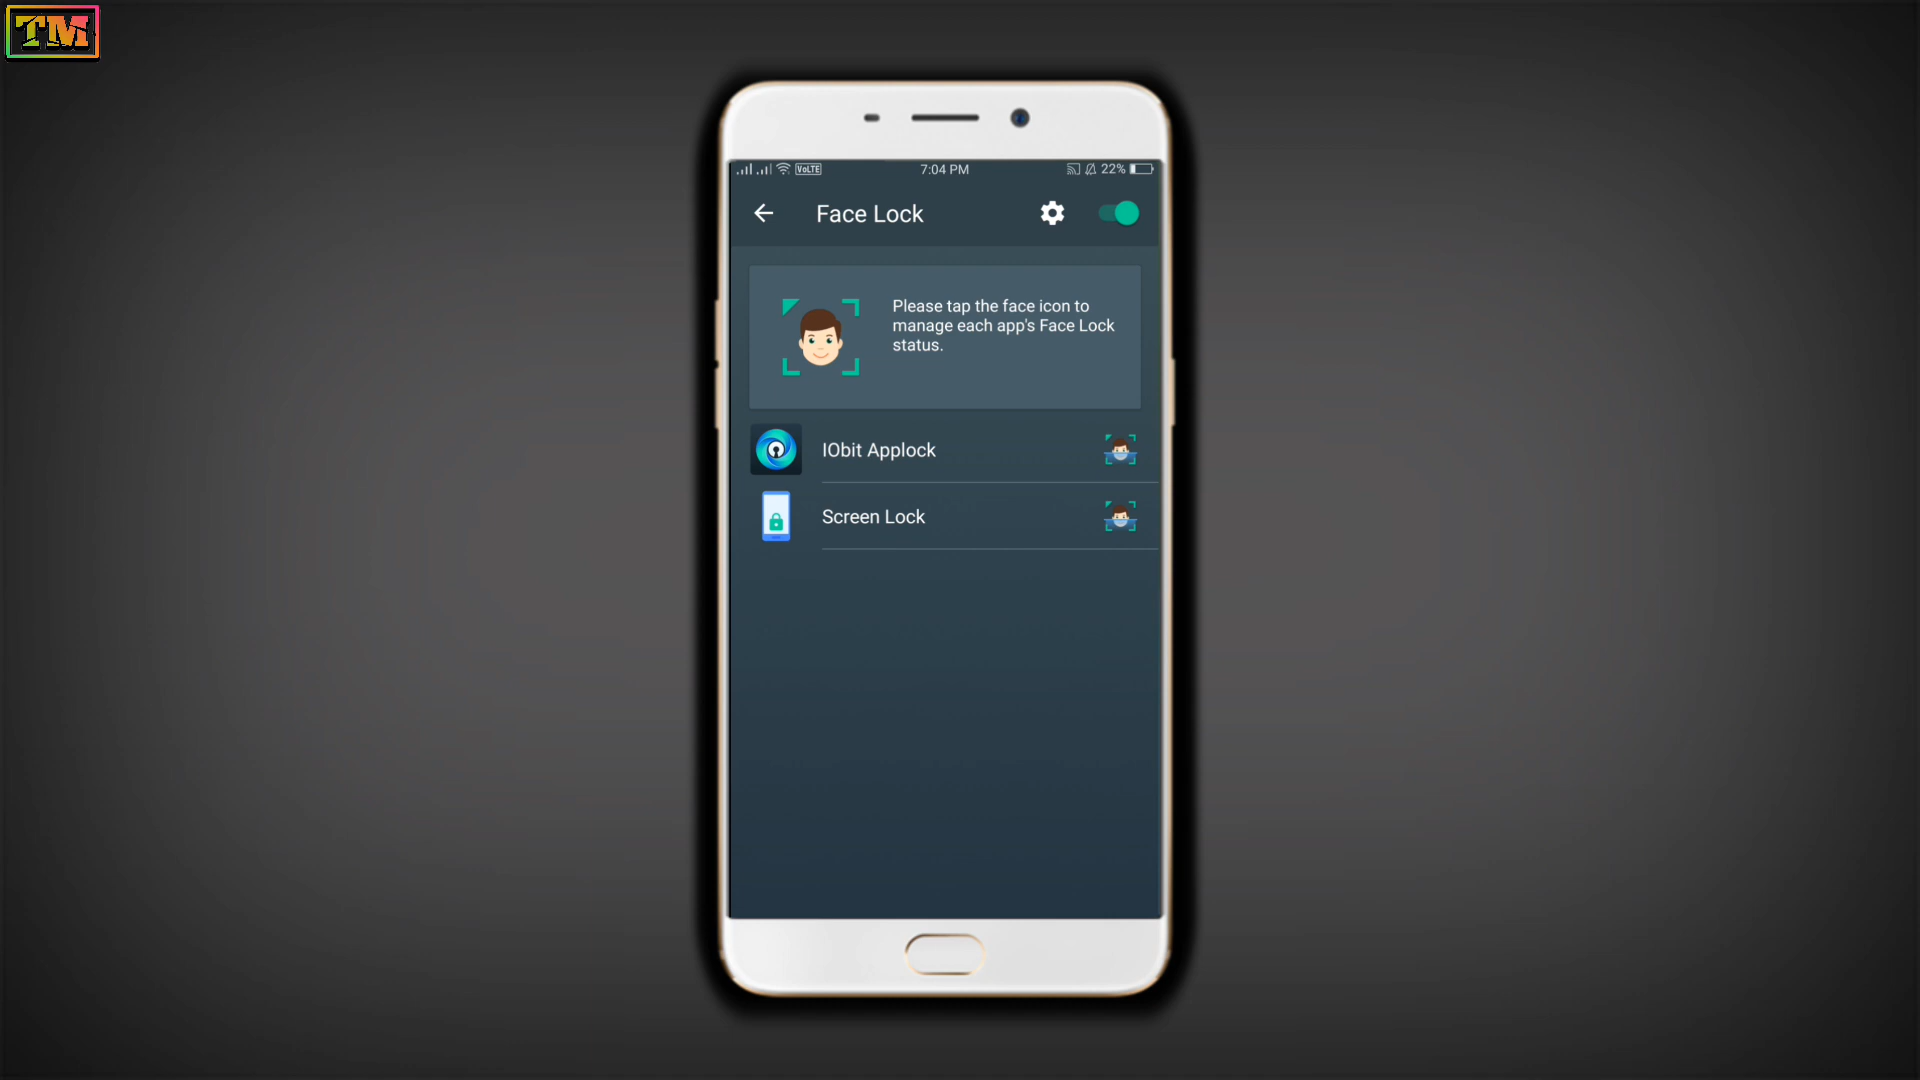 TM
VoLTE 7:04 PM 22%
Face Lock
Please tap the face icon to
manage each app's Face Lock
status.
IObit Applock
Screen Lock